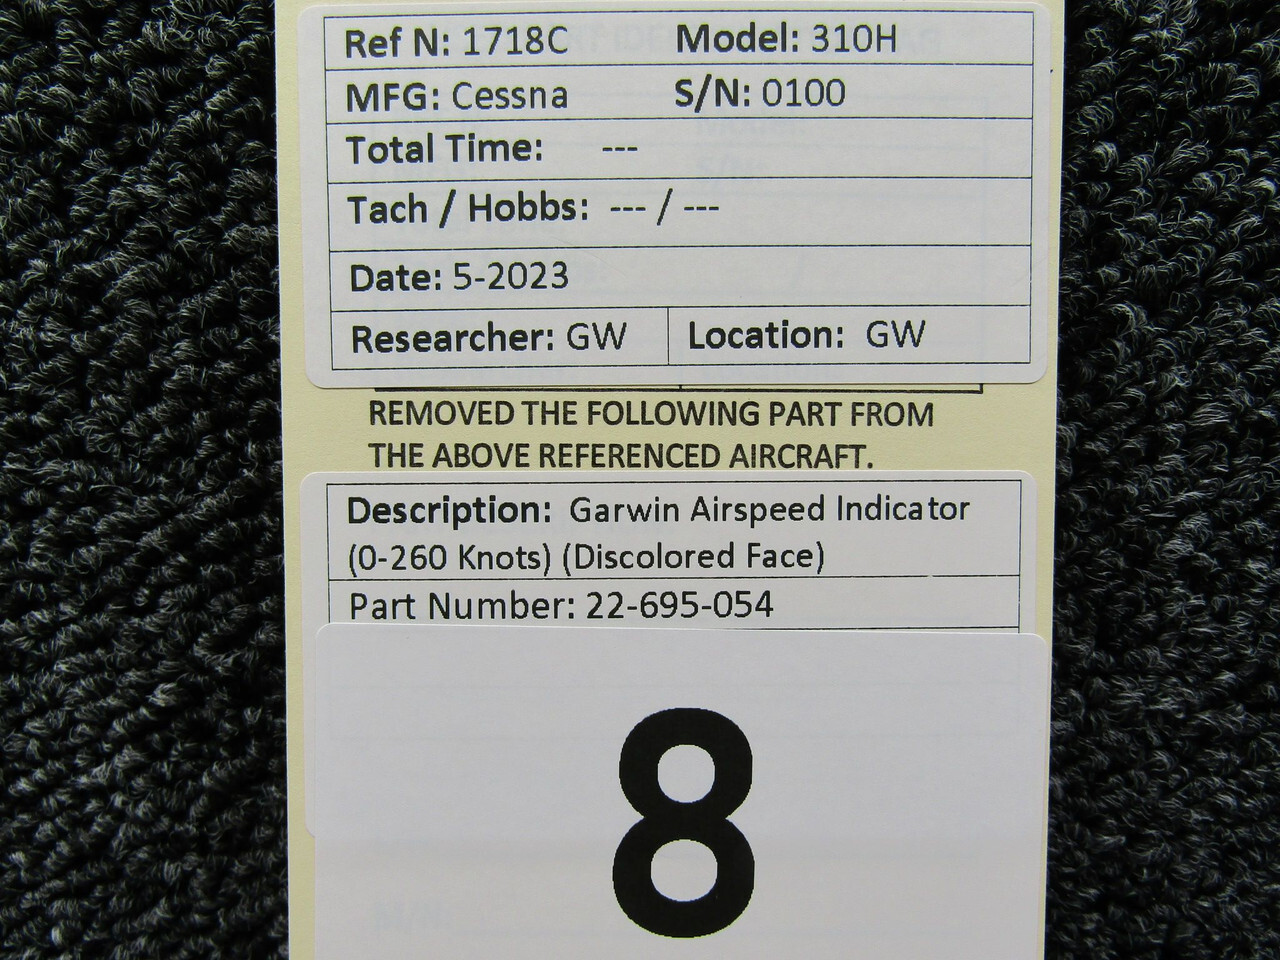 Ref N: 1718C Model: 310H
MFG: Cessna S/N: 0100
Total Time: ---
Tach / Hobbs: --- / ---
Date: 5-2023
Researcher: GW Location: GW
REMOVED THE FOLLOWING PART FROM
THE ABOVE REFERENCED AIRCRAFT.
Description: Garwin Airspeed Indicator
(0-260 Knots) (Discolored Face)
Part Number: 22-695-054
8